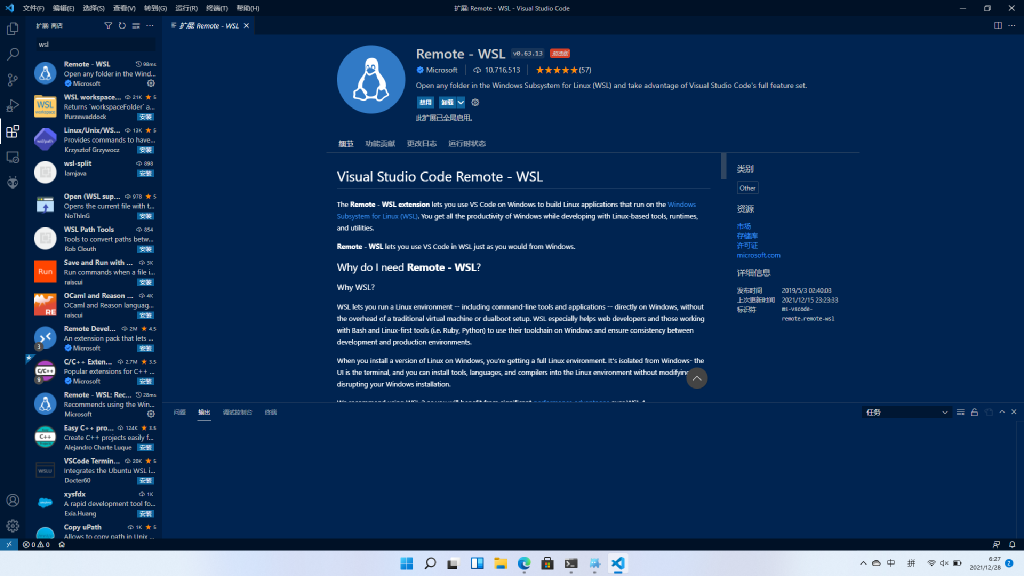 文件(F) 编辑(E) 选择(S) 查看(V) 转到(G) 运行(R) 终端(T) 帮助(H)
扩展: Remote - WSL - Visual Studio Code
扩展: 商店
扩展: Remote - WSL
wsl
Remote - WSL 98ms
Open any folder in the Wind...
Microsoft
WSL workspace... 21K 5
Returns `workspaceFolder` a...
lfurzewaddock 安装
Linux/Unix/WS... 12K 5
Provides commands to have...
Krzysztof Grzywocz 安装
wsl-split 898
Iamjava 安装
Open (WSL sup... 978 5
Opens the current file with t...
NoThlnG 安装
WSL Path Tools 854
Tools to convert paths betw...
Rob Clouth 安装
Save and Run with ... 5K
Run commands when a file i...
raiscui 安装
OCaml and Reason ... 4K
OCaml and Reason languag...
raiscui 安装
Remote Devel... 2M 4.5
An extension pack that lets ...
Microsoft 安装
C/C++ Exten... 2.7M 3.5
Popular extensions for C++ ...
Microsoft 安装
Remote - WSL: Rec... 28ms
Recommends using the Win...
Microsoft
Easy C++ pro... 124K 3.5
Create C++ projects easily f...
Alejandro Charte Luque 安装
VSCode Termin... 20K 5
Integrates the Ubuntu WSL i...
Docter60 安装
xysfdx 1K
A rapid development tool fo...
Exia.Huang 安装
Copy uPath 1K 5
Allows to copy path in Unix ...
Remote - WSL v0.63.13
Microsoft 10,716,513 (57)
Open any folder in the Windows Subsystem for Linux (WSL) and take advantage of Visual Studio Code's full feature set.
禁用 卸载
此扩展已全局启用。
细节 功能贡献 更改日志 运行时状态
Visual Studio Code Remote - WSL
The Remote - WSL extension lets you use VS Code on Windows to build Linux applications that run on the Windows
Subsystem for Linux (WSL). You get all the productivity of Windows while developing with Linux-based tools, runtimes,
and utilities.
Remote - WSL lets you use VS Code in WSL just as you would from Windows.
Why do I need Remote - WSL?
Why WSL?
WSL lets you run a Linux environment -- including command-line tools and applications -- directly on Windows, without
the overhead of a traditional virtual machine or dualboot setup. WSL especially helps web developers and those working
with Bash and Linux-first tools (i.e. Ruby, Python) to use their toolchain on Windows and ensure consistency between
development and production environments.
When you install a version of Linux on Windows, you're getting a full Linux environment. It's isolated from Windows- the
UI is the terminal, and you can install tools, languages, and compilers into the Linux environment without modifying
disrupting your Windows installation.
类别
Other
资源
市场
存储库
许可证
microsoft.com
详细信息
发布时间 2019/5/3 02:40:03
上次更新时间 2021/12/15 23:23:33
标识符 ms-vscode-
remote.remote-wsl
问题 输出 调试控制台 终端
任务
0 0
中 拼
6:27
2021/12/28